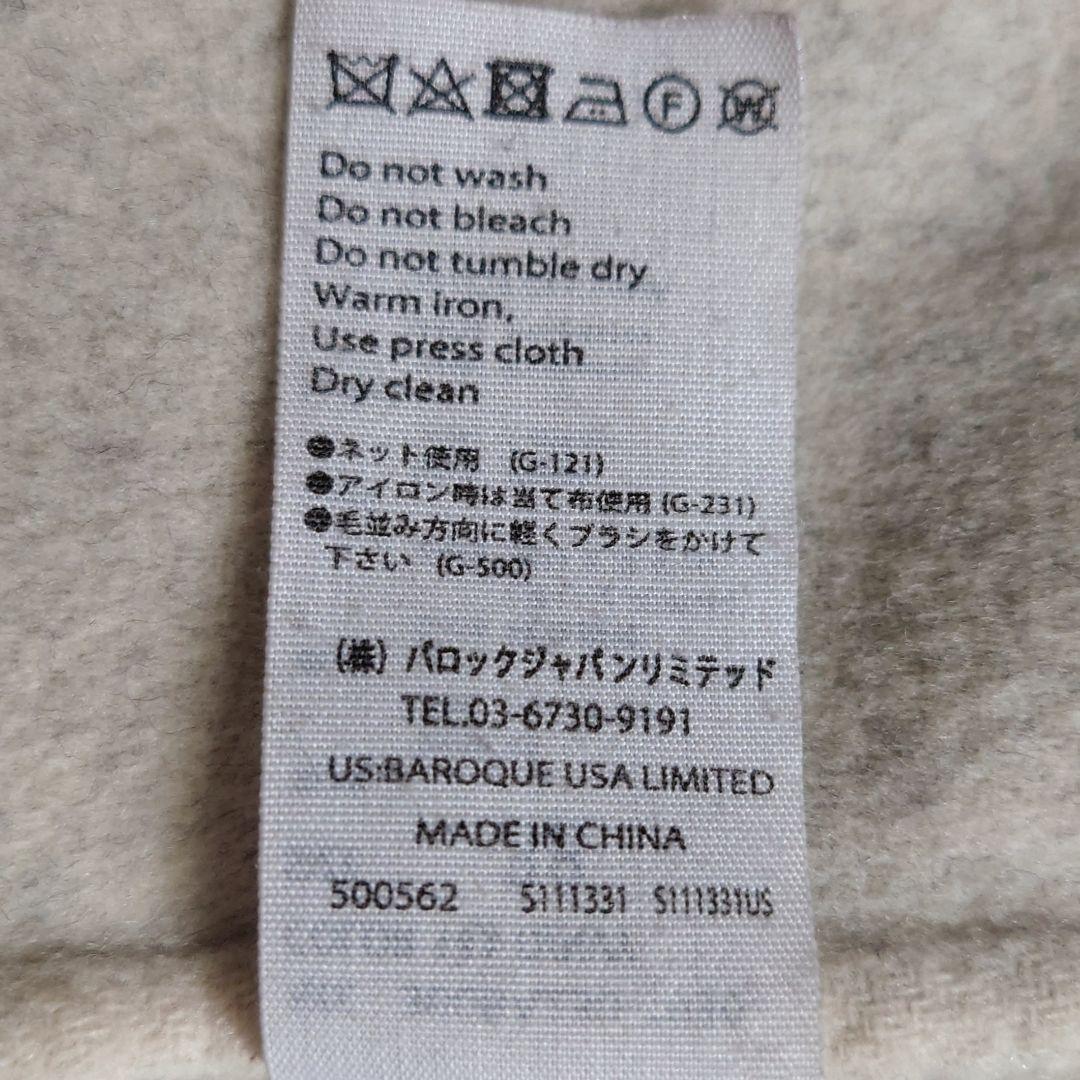 F W
Do not wash
Do not bleach
Do not tumble dry
Warm iron,
Use press cloth
Dry clean
●ネット使用 (G-121)
●アイロン時は当て布使用 (G-231)
●毛並み方向に軽くブラシをかけて
下さい (G-500)
(株) バロックジャパンリミテッド
TEL.03-6730-9191
US:BAROQUE USA LIMITED
MADE IN CHINA
500562 S111331 S111331US